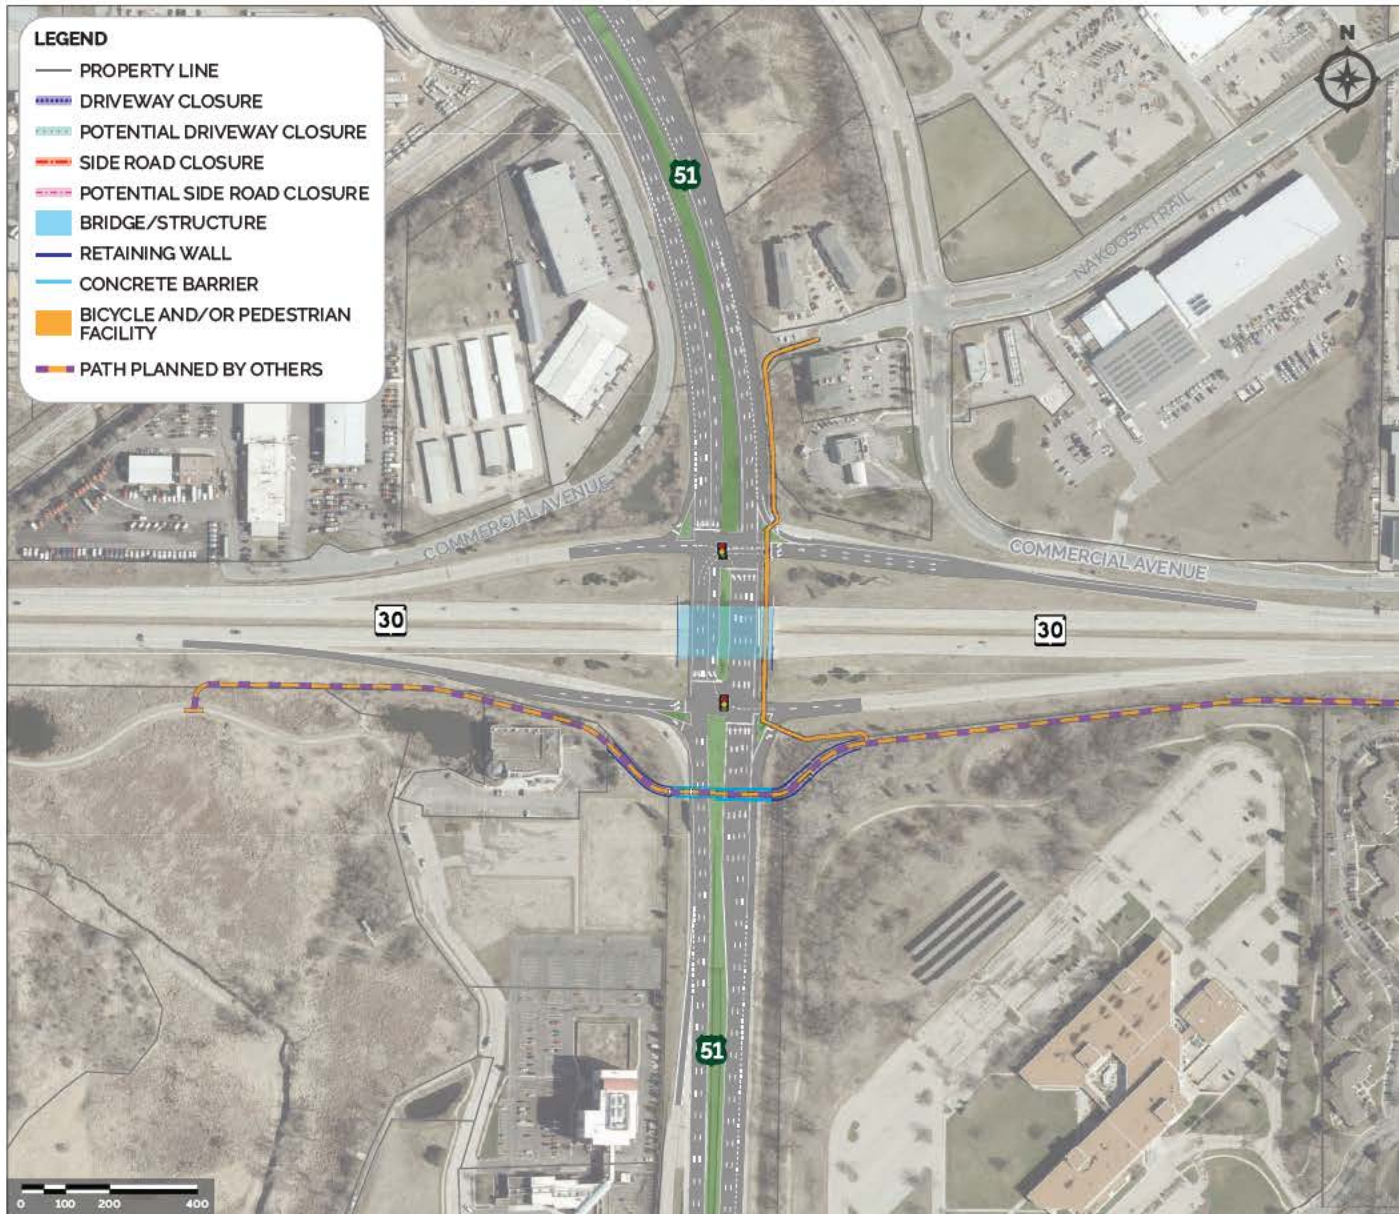 LEGEND
PROPERTY LINE
DRIVEWAY CLOSURE
POTENTIAL DRIVEWAY CLOSURE
SIDE ROAD CLOSURE
POTENTIAL SIDE ROAD CLOSURE
BRIDGE/STRUCTURE
RETAINING WALL
CONCRETE BARRIER
BICYCLE AND/OR PEDESTRIAN
FACILITY
PATH PLANNED BY OTHERS
N
51
NAKOOSA TRAIL
COMMERCIAL AVENUE
COMMERCIAL AVENUE
30
30
51
0 100 200 400